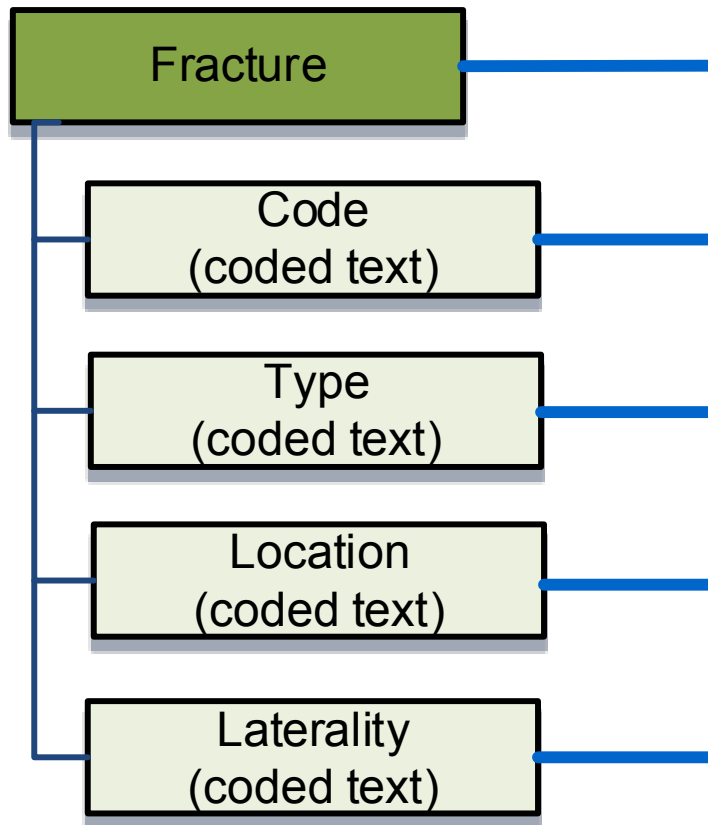 Fracture
Code
(coded text)
Type
(coded text)
Location
(coded text)
Laterality
(coded text)